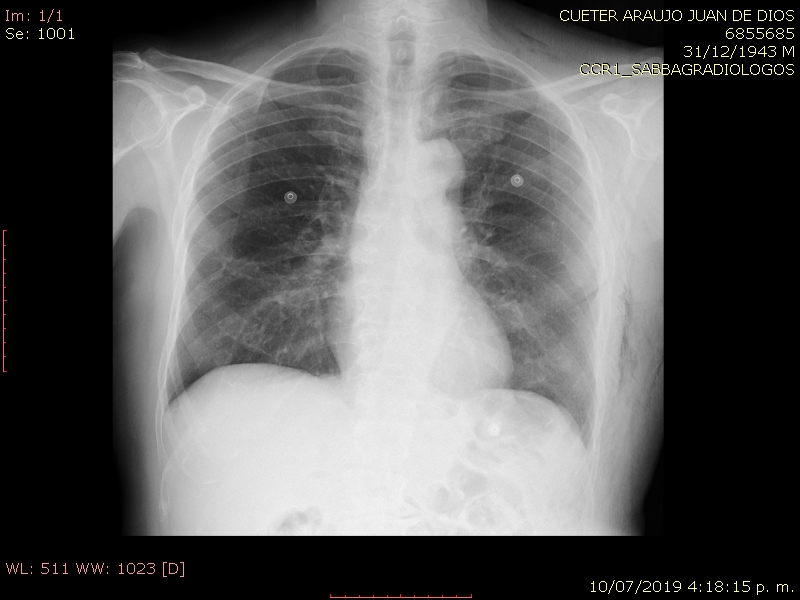 Im: 1/1
Se: 1001
CUETER ARAUJO JUAN DE DIOS
6855685
31/12/1943 M
CCR1_SABBAGRADIOLOGOS
WL: 511 WW: 1023 [D]
10/07/2019 4:18:15 p. m.